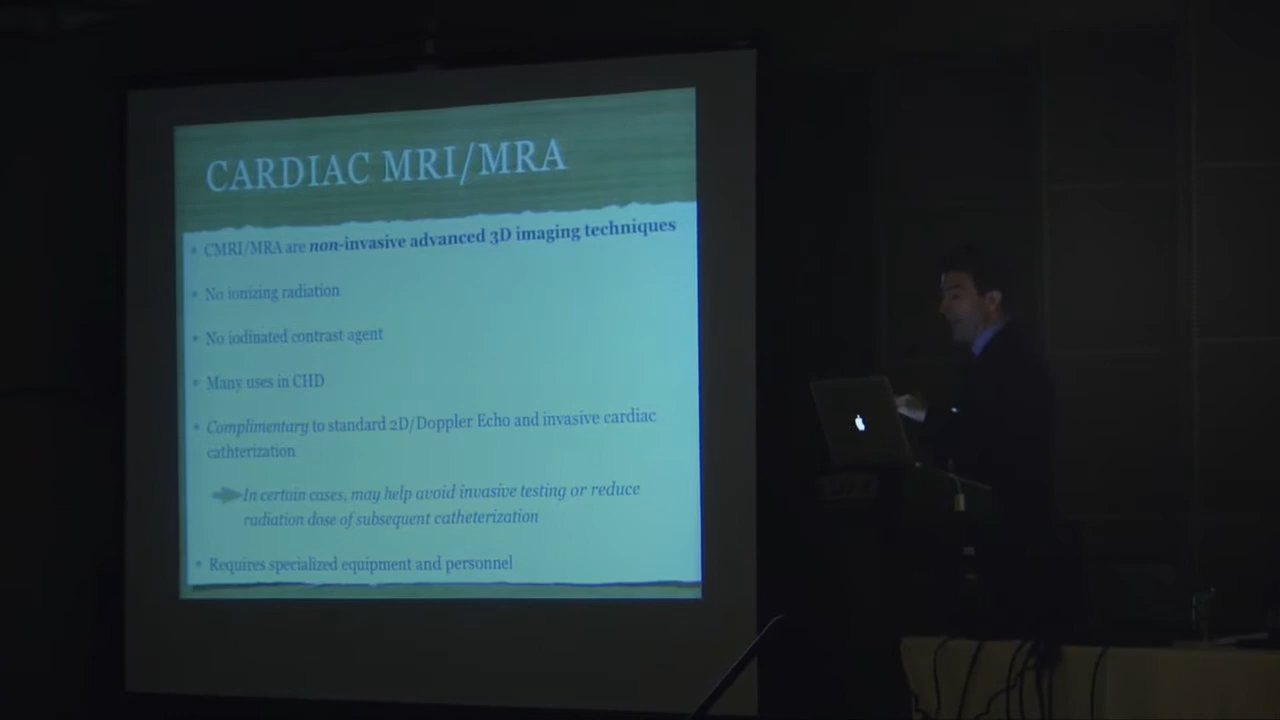 CARDIAC MRI/MRA
• CMRI/MRA are non-invasive advanced 3D imaging techniques
• No ionizing radiation
• No iodinated contrast agent
• Many uses in CHD
• Complimentary to standard 2D/Doppler Echo and invasive cardiac
cathterization
In certain cases, may help avoid invasive testing or reduce
radiation dose of subsequent catheterization
• Requires specialized equipment and personnel